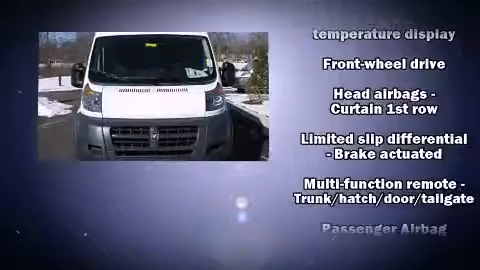 temperature display
Front-wheel drive
Head airbags -
Curtain 1st row
Limited slip differential
- Brake actuated
Multi-function remote -
Trunk/hatch/door/tailgate
Passenger Airbag